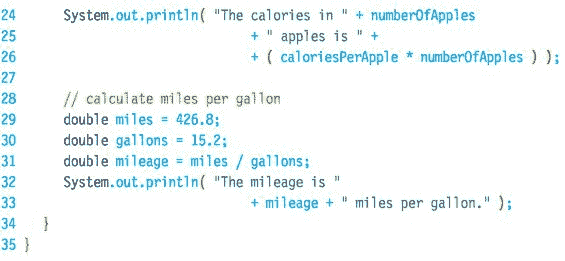 24 System.out.println( "The calories in " + numberOfApples
25 + " apples is " +
26 + ( caloriesPerApple * numberOfApples ) );
27
28 // calculate miles per gallon
29 double miles = 426.8;
30 double gallons = 15.2;
31 double mileage = miles / gallons;
32 System.out.println( "The mileage is "
33 + mileage + " miles per gallon." );
34 }
35 }